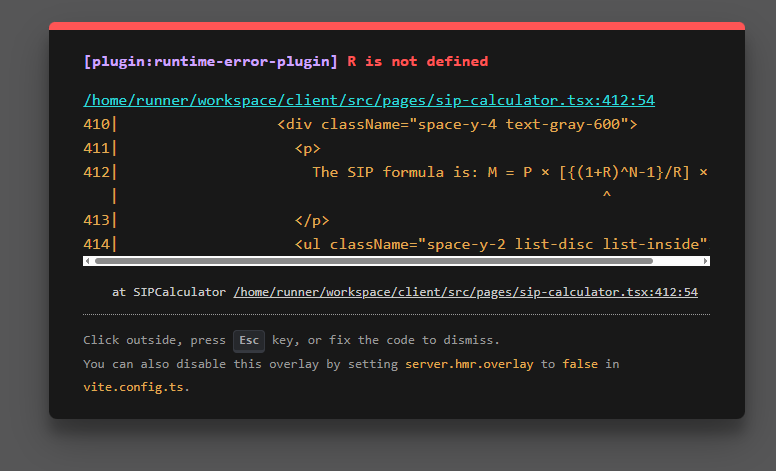 [plugin:runtime-error-plugin] R is not defined
/home/runner/workspace/client/src/pages/sip-calculator.tsx:412:54
410|                  <div className="space-y-4 text-gray-600">
411|                    <p>
412|                      The SIP formula is: M = P × [{(1+R)^N-1}/R] ×
   |                                                      ^
413|                    </p>
414|                    <ul className="space-y-2 list-disc list-inside"
at SIPCalculator /home/runner/workspace/client/src/pages/sip-calculator.tsx:412:54
Click outside, press Esc key, or fix the code to dismiss.
You can also disable this overlay by setting server.hmr.overlay to false in
vite.config.ts.